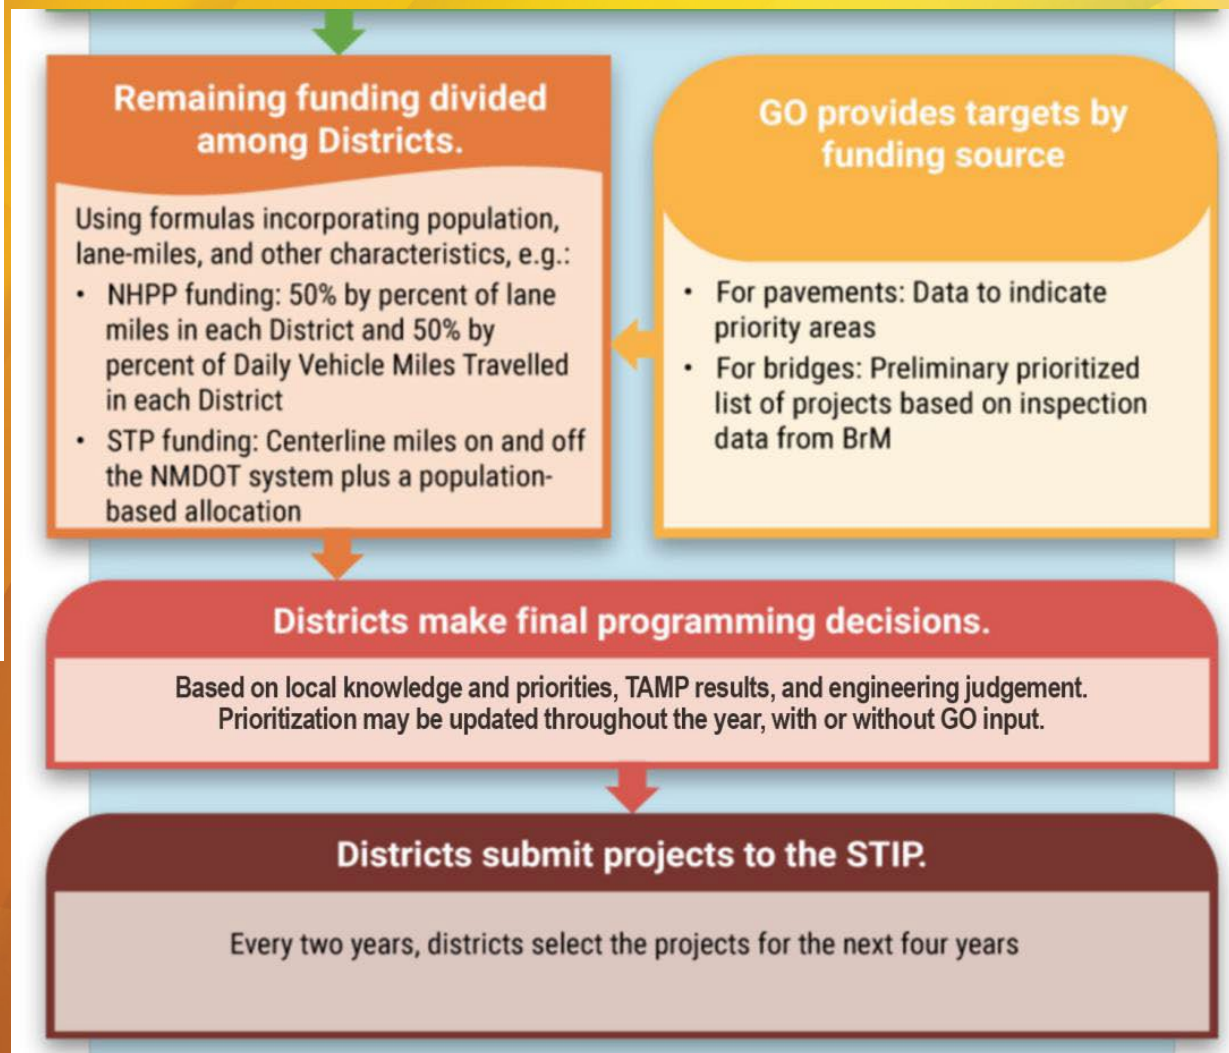 Remaining funding divided
among Districts.
Using formulas incorporating population,
lane-miles, and other characteristics, e.g.:
• NHPP funding: 50% by percent of lane
miles in each District and 50% by
percent of Daily Vehicle Miles Travelled
in each District
• STP funding: Centerline miles on and off
the NMDOT system plus a population-
based allocation
GO provides targets by
funding source
• For pavements: Data to indicate
priority areas
• For bridges: Preliminary prioritized
list of projects based on inspection
data from BrM
Districts make final programming decisions.
Based on local knowledge and priorities, TAMP results, and engineering judgement.
Prioritization may be updated throughout the year, with or without GO input.
Districts submit projects to the STIP.
Every two years, districts select the projects for the next four years